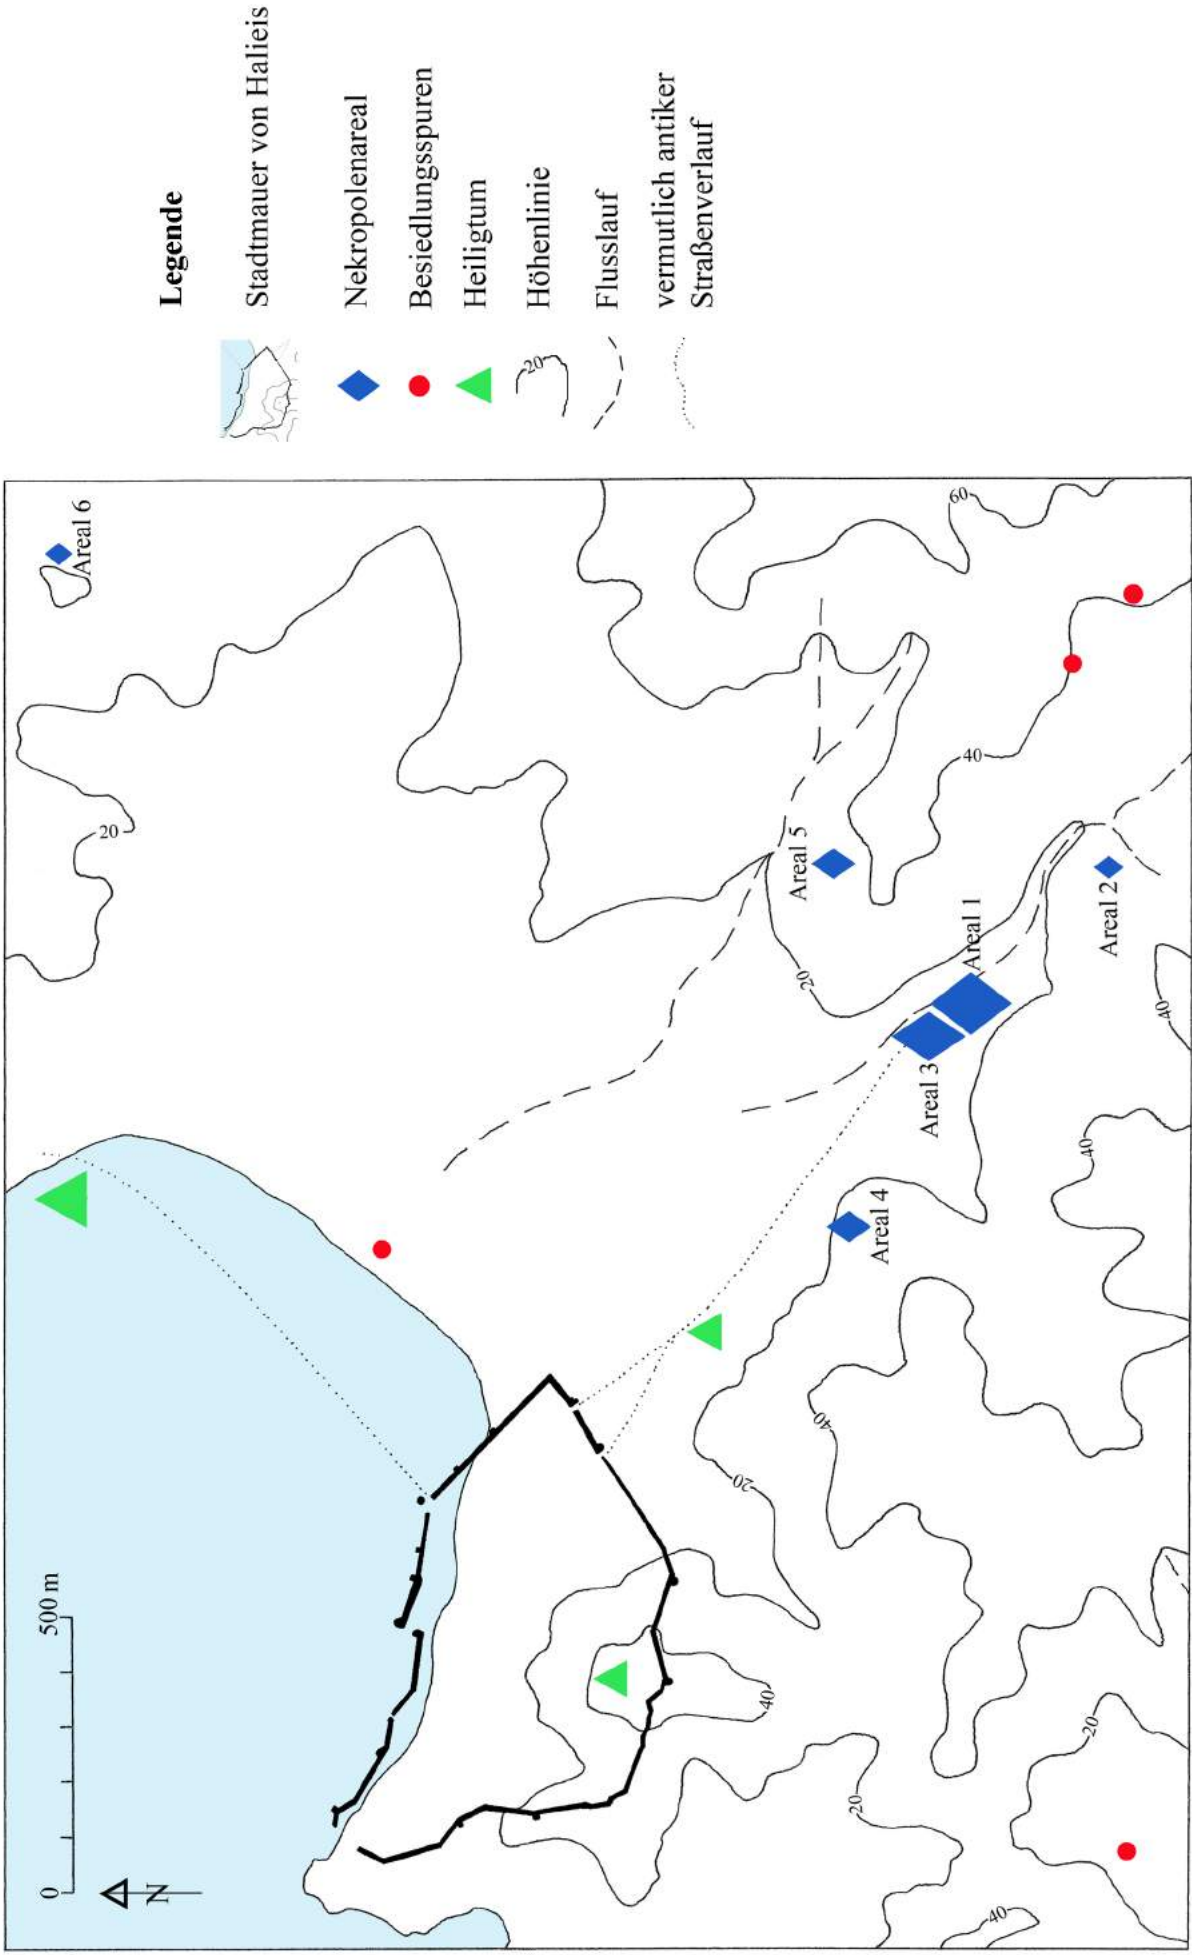 Legende
Stadtmauer von Halieis
Nekropolenareal
Besiedlungsspuren
Heiligtum
20
Höhenlinie
Flusslauf
vermutlich antiker
Straßenverlauf
0
500 m
N
Areal 6
20
60
40
Areal 5
20
Areal 1
Areal 2
Areal 3
40
40
Areal 4
40
20
40
20
20
40